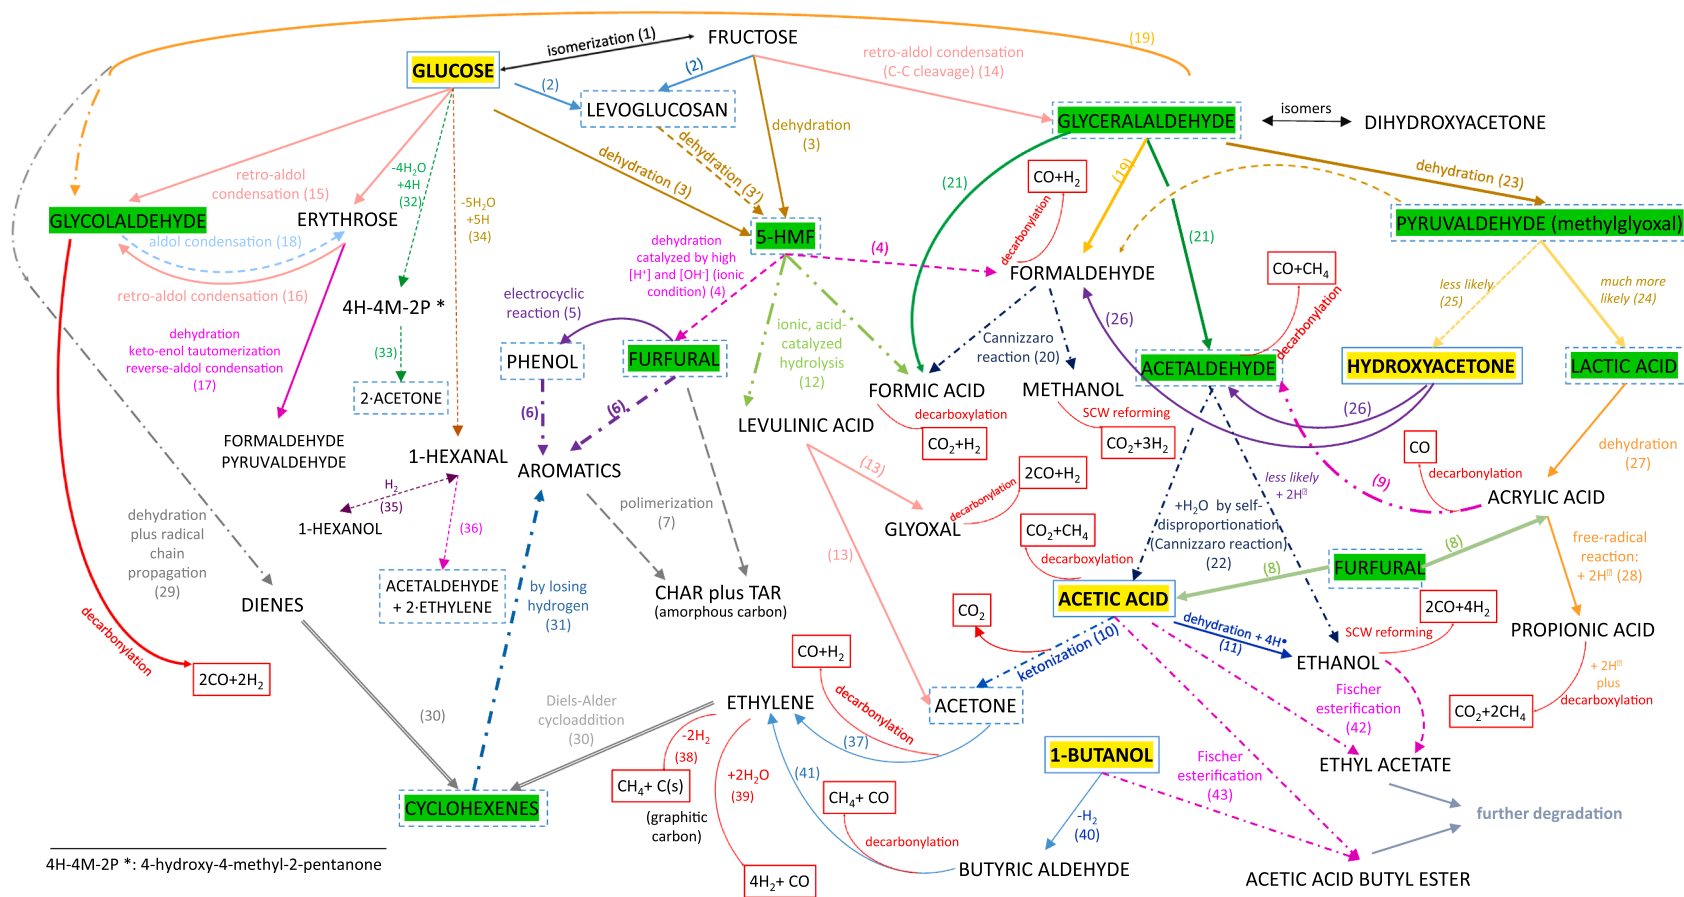 isomerization (1)
FRUCTOSE
(19)
GLUCOSE
(2)
(2)
LEVOGLUCOSAN
retro-aldol condensation
(C-C cleavage) (14)
GLYCERALALDEHYDE
isomers
DIHYDROXYACETONE
dehydration
(3)
dehydration (3)
dehydration (3')
retro-aldol
condensation (15)
-4H₂O
+4H
(32)
-5H₂O
+5H
(34)
CO+H₂
decarbonylation
(19)
(21)
(21)
dehydration (23)
GLYCOLALDEHYDE
ERYTHROSE
aldol condensation (18)
retro-aldol condensation (16)
5-HMF
PYRUVALDEHYDE (methylglyoxal)
dehydration
catalyzed by high
[H⁺] and [OH⁻] (ionic
condition) (4)
(4)
FORMALDEHYDE
CO+CH₄
decarbonylation
less likely
(25)
much more
likely (24)
4H-4M-2P *
electrocyclic
reaction (5)
ionic, acid-
catalyzed
hydrolysis
(12)
Cannizzaro
reaction (20)
(26)
dehydration
keto-enol tautomerization
reverse-aldol condensation
(17)
(33)
PHENOL
FURFURAL
ACETALDEHYDE
HYDROXYACETONE
LACTIC ACID
2·ACETONE
FORMIC ACID
METHANOL
(6)
(6)
decarboxylation
SCW reforming
(26)
LEVULINIC ACID
CO₂+H₂
CO₂+3H₂
FORMALDEHYDE
PYRUVALDEHYDE
1-HEXANAL
AROMATICS
dehydration
(27)
CO
decarbonylation
(13)
2CO+H₂
decarbonylation
less likely
+ 2H⍰
(9)
ACRYLIC ACID
H₂
(35)
1-HEXANOL
(36)
polimerization
(7)
GLYOXAL
CO₂+CH₄
decarboxylation
+H₂O by self-
disproportionation
(Cannizzaro reaction)
(22)
dehydration
plus radical
chain
propagation
(29)
(13)
(8)
(8)
free-radical
reaction:
+ 2H⍰ (28)
FURFURAL
ACETALDEHYDE
+ 2·ETHYLENE
by losing
hydrogen
(31)
CHAR plus TAR
(amorphous carbon)
DIENES
CO₂
ACETIC ACID
2CO+4H₂
SCW reforming
PROPIONIC ACID
decarbonylation
2CO+2H₂
CO+H₂
decarbonylation
ketonization (10)
dehydration + 4H•
(11)
ETHANOL
+ 2H⍰
plus
decarboxylation
CO₂+2CH₄
(30)
Diels-Alder
cycloaddition
(30)
ETHYLENE
ACETONE
Fischer
esterification
(42)
-2H₂
(38)
(37)
1-BUTANOL
Fischer
esterification
(43)
ETHYL ACETATE
CH₄+ C(s)
(graphitic
carbon)
+2H₂O
(39)
(41)
CH₄+ CO
decarbonylation
-H₂
(40)
further degradation
CYCLOHEXENES
4H₂+ CO
BUTYRIC ALDEHYDE
ACETIC ACID BUTYL ESTER
4H-4M-2P *: 4-hydroxy-4-methyl-2-pentanone